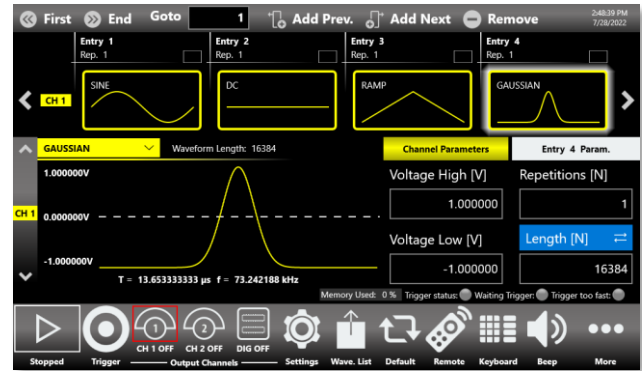 First End Goto 1 Add Prev. Add Next Remove 2:48:39 PM
7/28/2022
Entry 1 Entry 2 Entry 3 Entry 4
Rep. 1 Rep. 1 Rep. 1 Rep. 1
CH 1 SINE DC RAMP GAUSSIAN
GAUSSIAN Waveform Length: 16384 Channel Parameters Entry 4 Param.
1.000000V Voltage High [V] Repetitions [N]
1.000000 1
CH 1 0.000000V
Voltage Low [V] Length [N]
-1.000000V -1.000000 16384
T = 13.653333333 µs f = 73.242188 kHz
Memory Used: 0 % Trigger status: Waiting Trigger: Trigger too fast:
1 2
CH 1 OFF CH 2 OFF DIG OFF
Stopped Trigger Output Channels Settings Wave. List Default Remote Keyboard Beep More